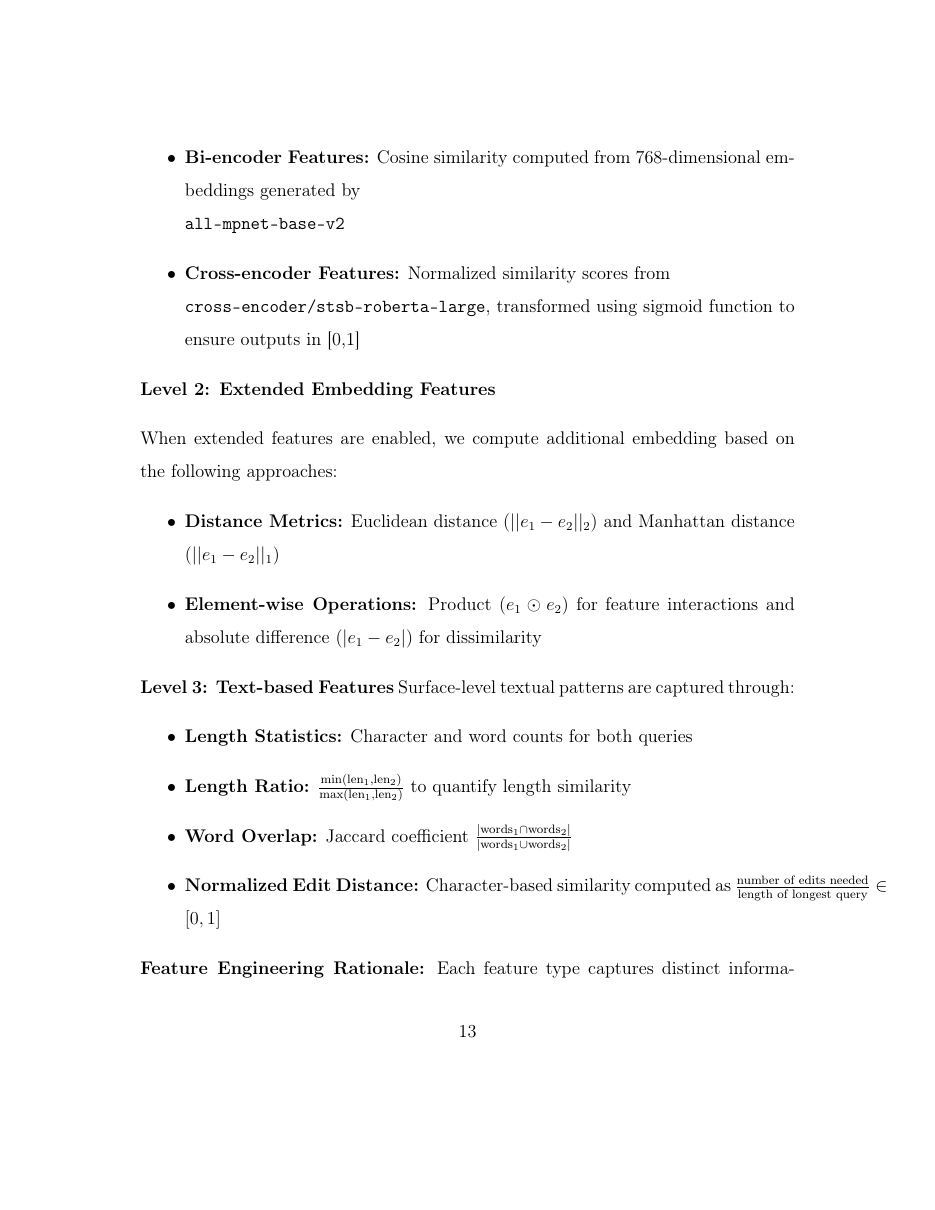 • Bi-encoder Features: Cosine similarity computed from 768-dimensional em-
beddings generated by
all-mpnet-base-v2
• Cross-encoder Features: Normalized similarity scores from
cross-encoder/stsb-roberta-large, transformed using sigmoid function to
ensure outputs in [0,1]
Level 2: Extended Embedding Features
When extended features are enabled, we compute additional embedding based on
the following approaches:
• Distance Metrics: Euclidean distance (||e₁ − e₂||₂) and Manhattan distance
(||e₁ − e₂||₁)
• Element-wise Operations: Product (e₁ ⊙ e₂) for feature interactions and
absolute difference (|e₁ − e₂|) for dissimilarity
Level 3: Text-based Features Surface-level textual patterns are captured through:
• Length Statistics: Character and word counts for both queries
• Length Ratio: min(len₁,len₂)/max(len₁,len₂) to quantify length similarity
• Word Overlap: Jaccard coefficient |words₁∩words₂|/|words₁∪words₂|
• Normalized Edit Distance: Character-based similarity computed as number of edits needed/length of longest query ∈
[0, 1]
Feature Engineering Rationale: Each feature type captures distinct informa-
13